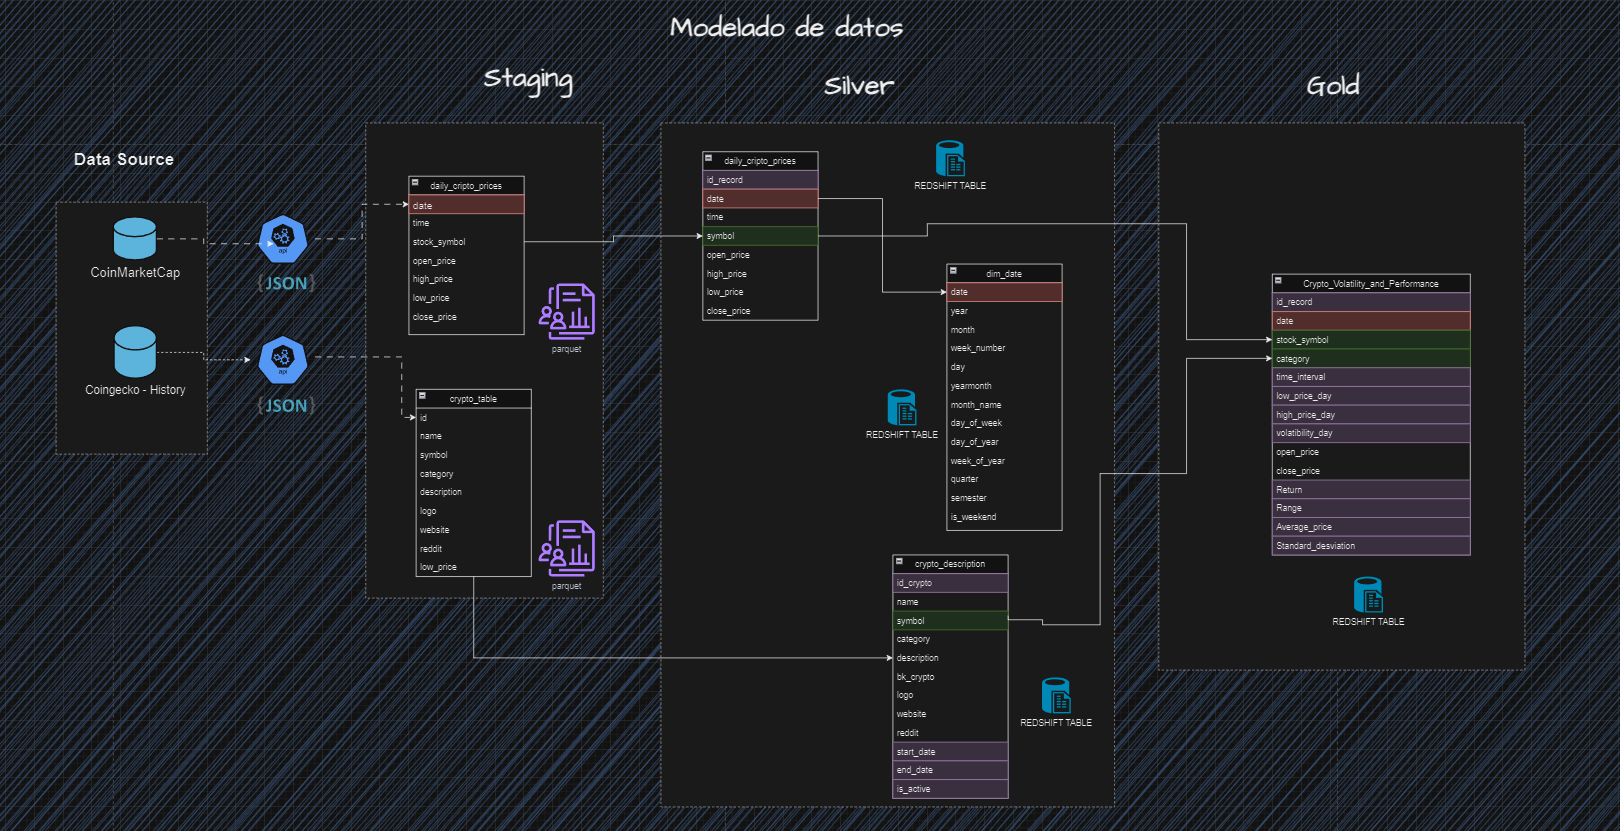 Modelado de datos
Staging
Silver
Gold
Data Source
CoinMarketCap
Coingecko - History
api
{JSON}
api
{JSON}
daily_cripto_prices
date
time
stock_symbol
open_price
high_price
low_price
close_price
parquet
crypto_table
id
name
symbol
category
description
logo
website
reddit
low_price
parquet
daily_cripto_prices
id_record
date
time
symbol
open_price
high_price
low_price
close_price
REDSHIFT TABLE
dim_date
date
year
month
week_number
day
yearmonth
month_name
day_of_week
day_of_year
week_of_year
quarter
semester
is_weekend
REDSHIFT TABLE
crypto_description
id_crypto
name
symbol
category
description
bk_crypto
logo
website
reddit
start_date
end_date
is_active
REDSHIFT TABLE
Crypto_Volatility_and_Performance
id_record
date
stock_symbol
category
time_interval
low_price_day
high_price_day
volatibility_day
open_price
close_price
Return
Range
Average_price
Standard_desviation
REDSHIFT TABLE